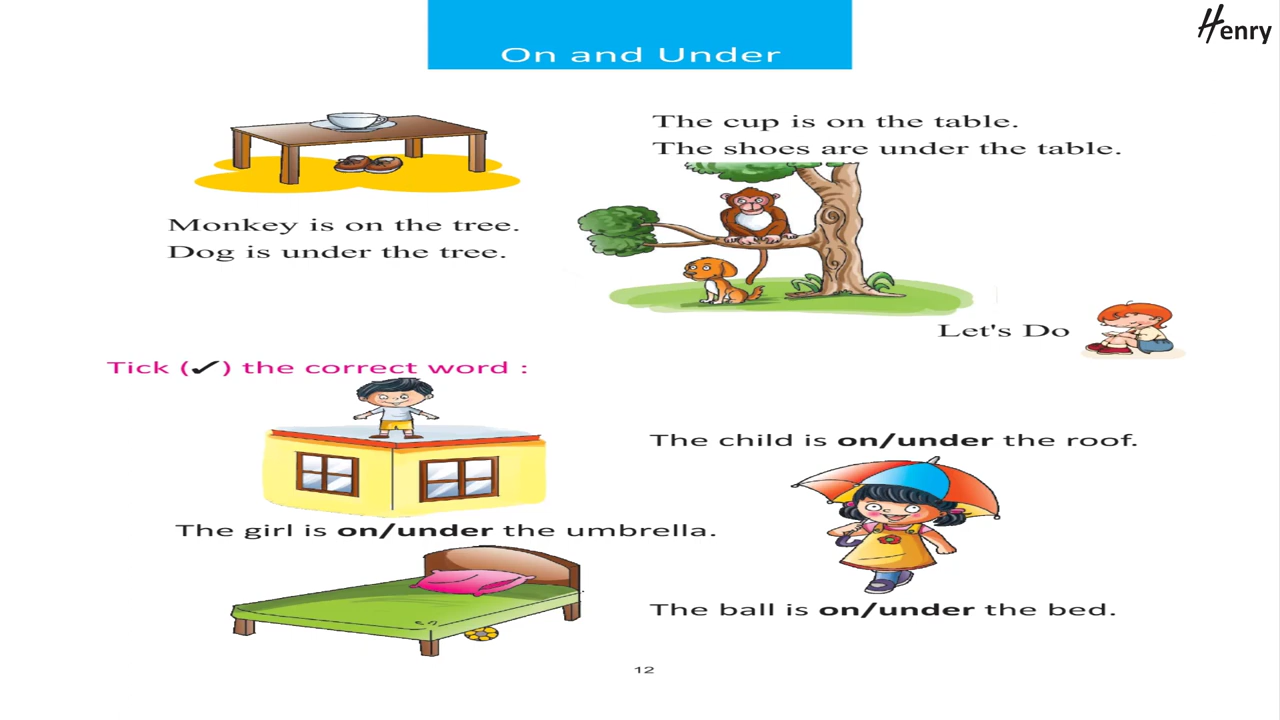 Henry
On and Under
The cup is on the table.
The shoes are under the table.
Monkey is on the tree.
Dog is under the tree.
Let's Do
Tick (✓) the correct word :
The child is on/under the roof.
The girl is on/under the umbrella.
The ball is on/under the bed.
12